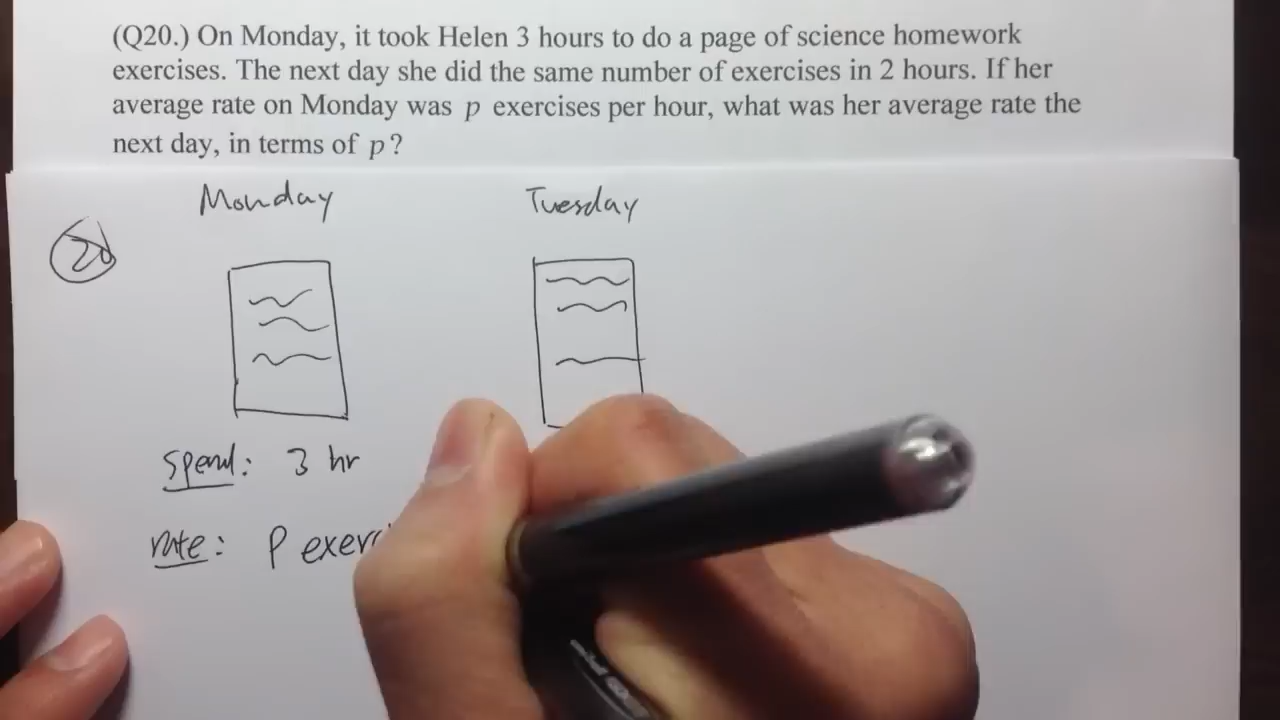 (Q20.) On Monday, it took Helen 3 hours to do a page of science homework
exercises. The next day she did the same number of exercises in 2 hours. If her
average rate on Monday was p exercises per hour, what was her average rate the
next day, in terms of p?
Monday Tuesday
20
spend: 3 hr
rate: p exerc